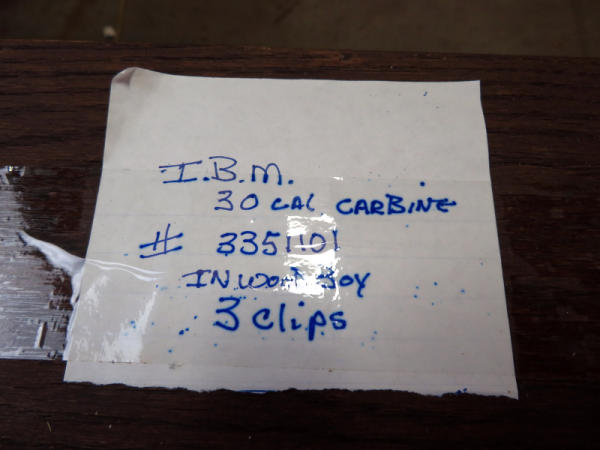 I.B.M.
30 CAL CARBINE
# 3351101
IN WOOD BOX
3 Clips